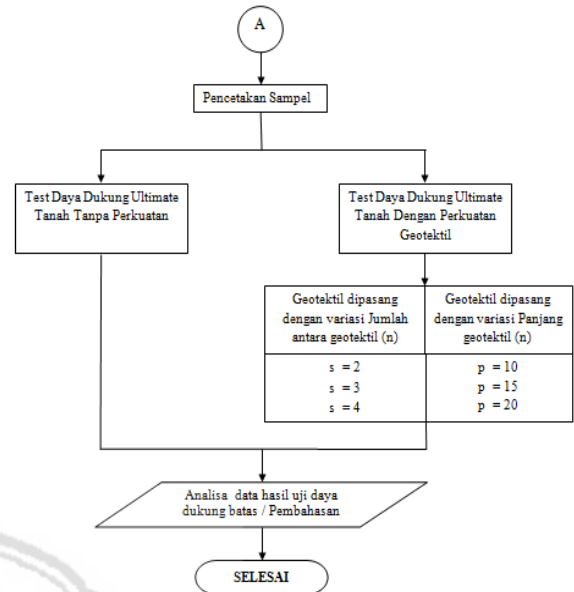 A
Pencetakan Sampel
Test Daya Dukung Ultimate
Tanah Tanpa Perkuatan
Test Daya Dukung Ultimate
Tanah Dengan Perkuatan
Geotektil
Geotektil dipasang
dengan variasi Jumlah
antara geotektil (n)
Geotektil dipasang
dengan variasi Panjang
geotektil (n)
s = 2
s = 3
s = 4
p = 10
p = 15
p = 20
Analisa data hasil uji daya
dukung batas / Pembahasan
SELESAI